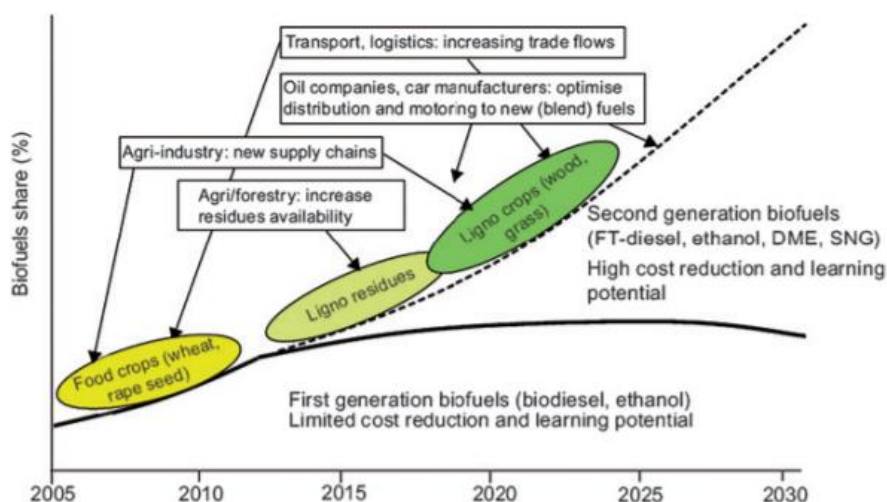 Transport, logistics: increasing trade flows
Oil companies, car manufacturers: optimise
distribution and motoring to new (blend) fuels
Agri-industry: new supply chains
Agri/forestry: increase
residues availability
Biofuels share (%)
Food crops (wheat,
rape seed)
Ligno residues
Ligno crops (wood,
grass)
Second generation biofuels
(FT-diesel, ethanol, DME, SNG)
High cost reduction and learning
potential
First generation biofuels (biodiesel, ethanol)
Limited cost reduction and learning potential
2005 2010 2015 2020 2025 2030